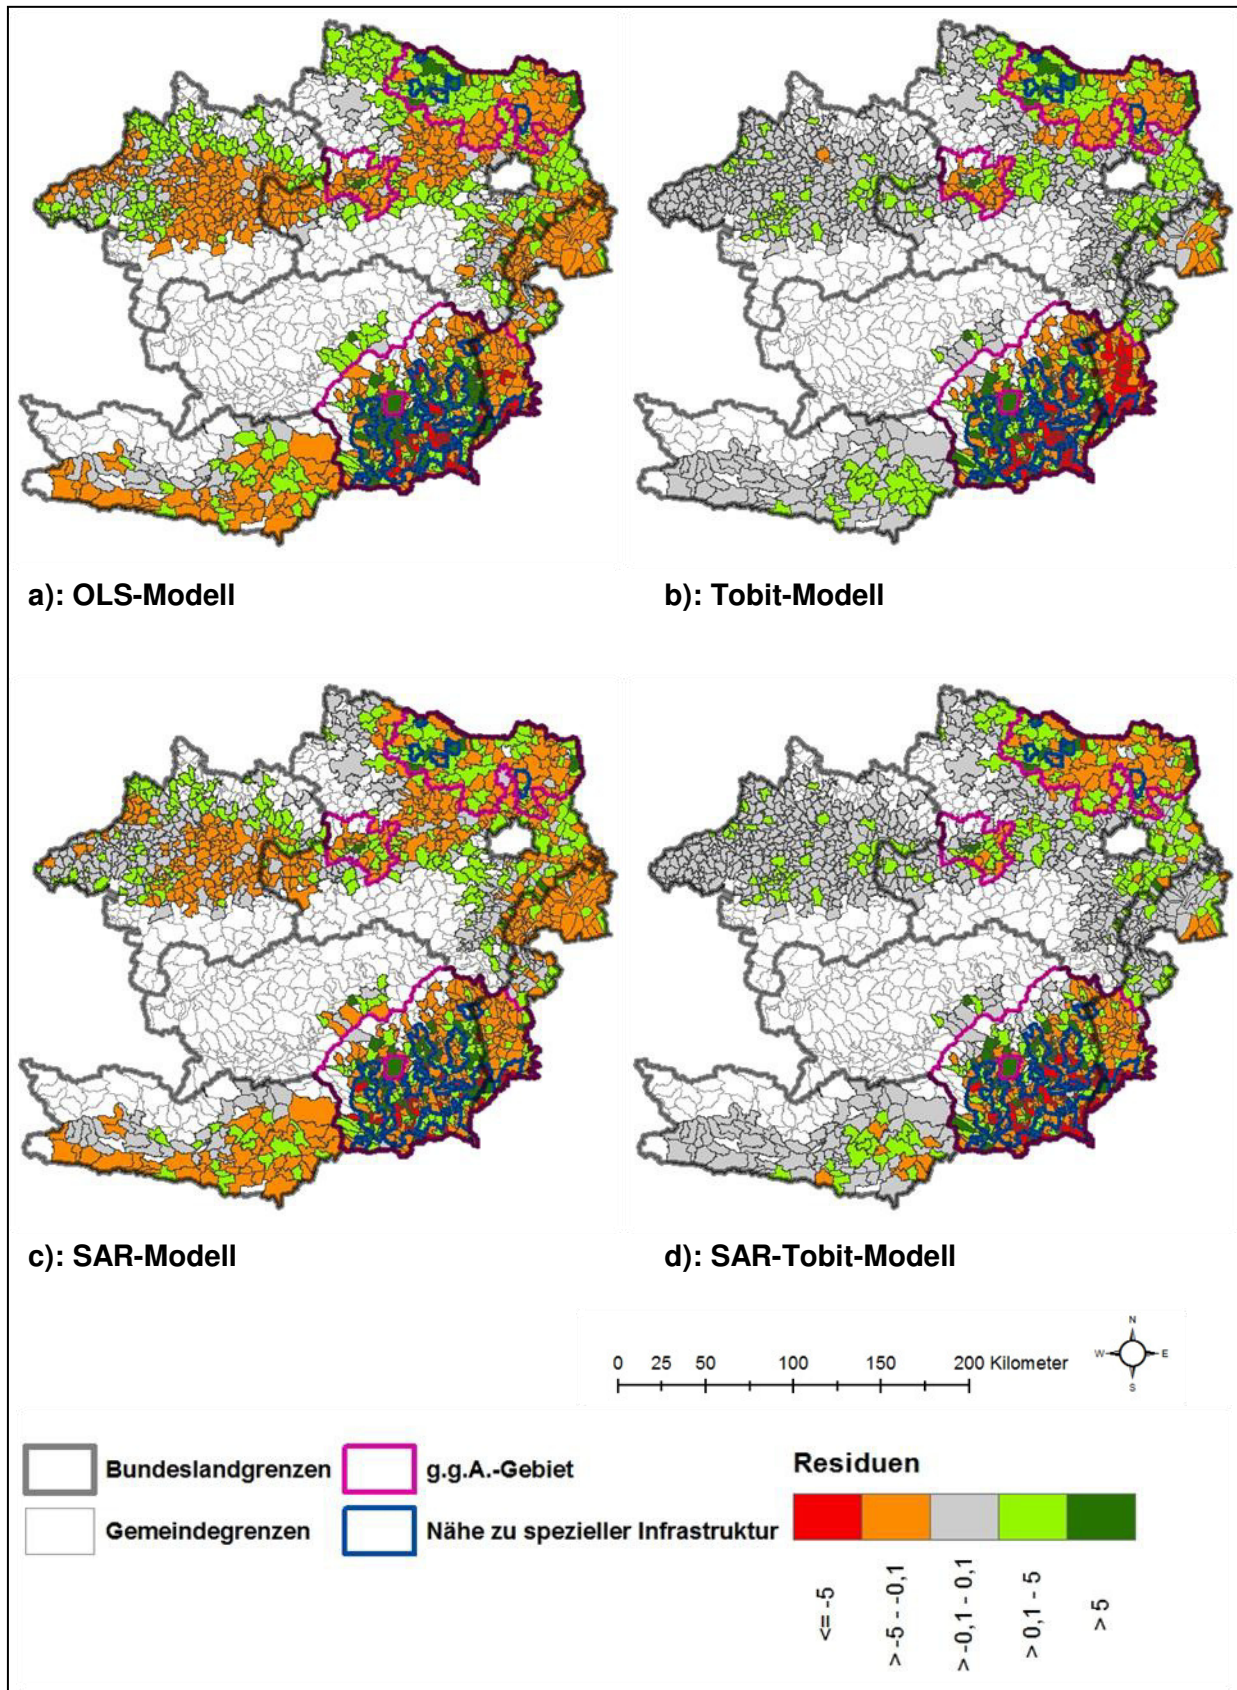 a): OLS-Modell
b): Tobit-Modell
c): SAR-Modell
d): SAR-Tobit-Modell
N
W E
S
0 25 50 100 150 200 Kilometer
Bundeslandgrenzen
g.g.A.-Gebiet
Gemeindegrenzen
Nähe zu spezieller Infrastruktur
Residuen
<= -5
> -5 - -0,1
> -0,1 - 0,1
> 0,1 - 5
> 5